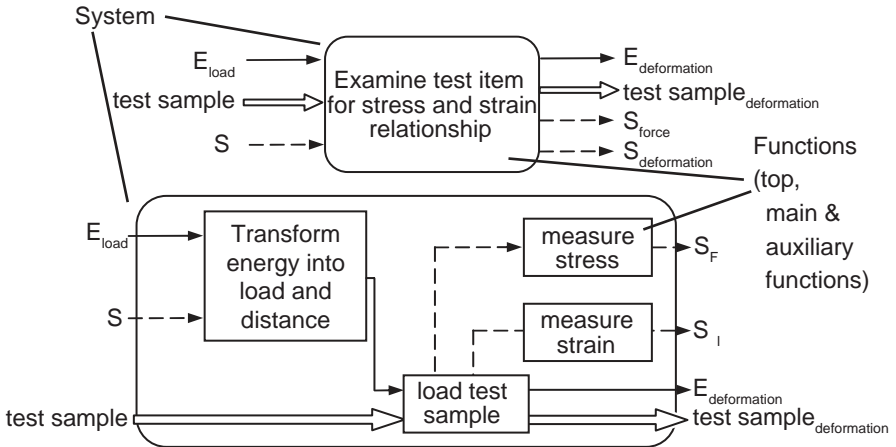 System
E_load
test sample
S
Examine test item
for stress and strain
relationship
E_deformation
test sample_deformation
S_force
S_deformation
Functions
(top,
main &
auxiliary
functions)
E_load
S
test sample
Transform
energy into
load and
distance
measure
stress
S_F
measure
strain
S_I
load test
sample
E_deformation
test sample_deformation